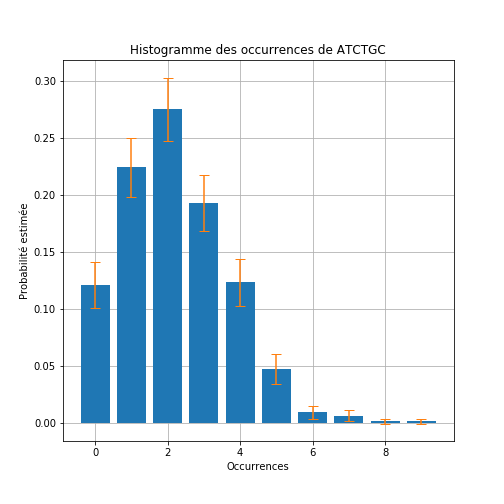 Histogramme des occurrences de ATCTGC
0.30
0.25
0.20
0.15
0.10
0.05
0.00
Probabilité estimée
0 2 4 6 8
Occurrences